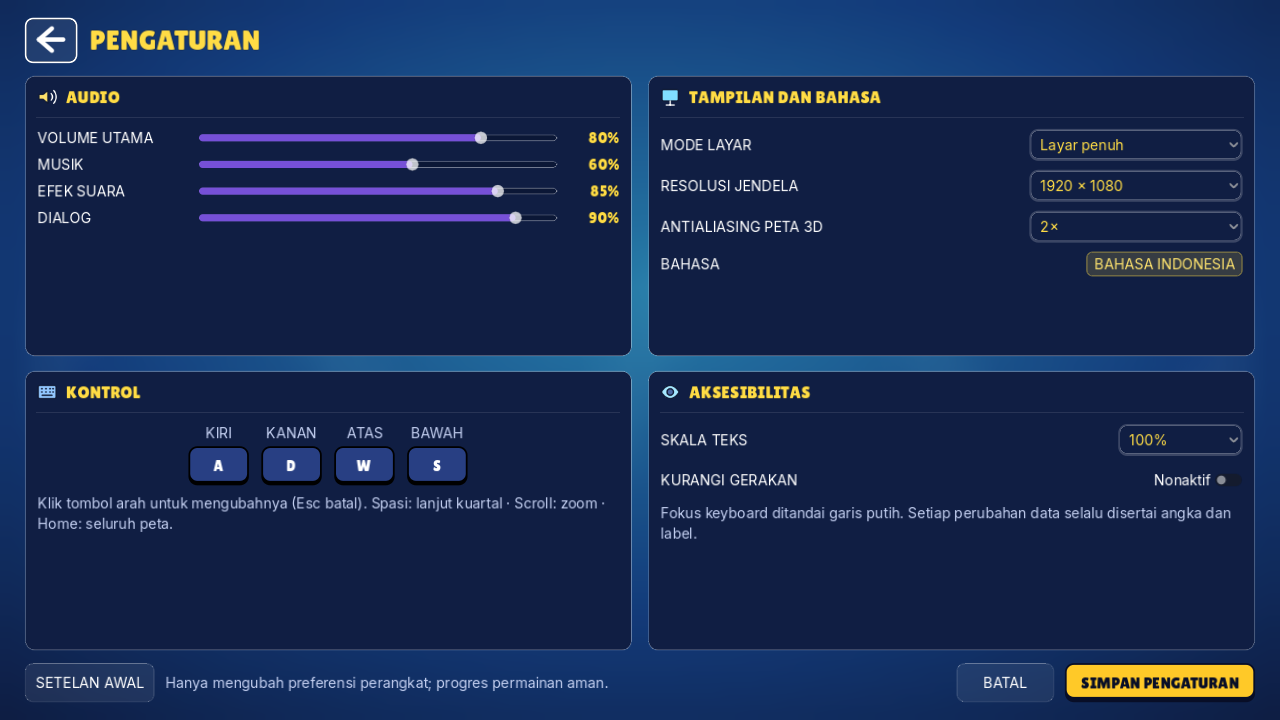 PENGATURAN
AUDIO
VOLUME UTAMA 80%
MUSIK 60%
EFEK SUARA 85%
DIALOG 90%
TAMPILAN DAN BAHASA
MODE LAYAR Layar penuh
RESOLUSI JENDELA 1920 × 1080
ANTIALIASING PETA 3D 2×
BAHASA BAHASA INDONESIA
KONTROL
KIRI KANAN ATAS BAWAH
A D W S
Klik tombol arah untuk mengubahnya (Esc batal). Spasi: lanjut kuartal · Scroll: zoom ·
Home: seluruh peta.
AKSESIBILITAS
SKALA TEKS 100%
KURANGI GERAKAN Nonaktif
Fokus keyboard ditandai garis putih. Setiap perubahan data selalu disertai angka dan
label.
SETELAN AWAL Hanya mengubah preferensi perangkat; progres permainan aman. BATAL SIMPAN PENGATURAN